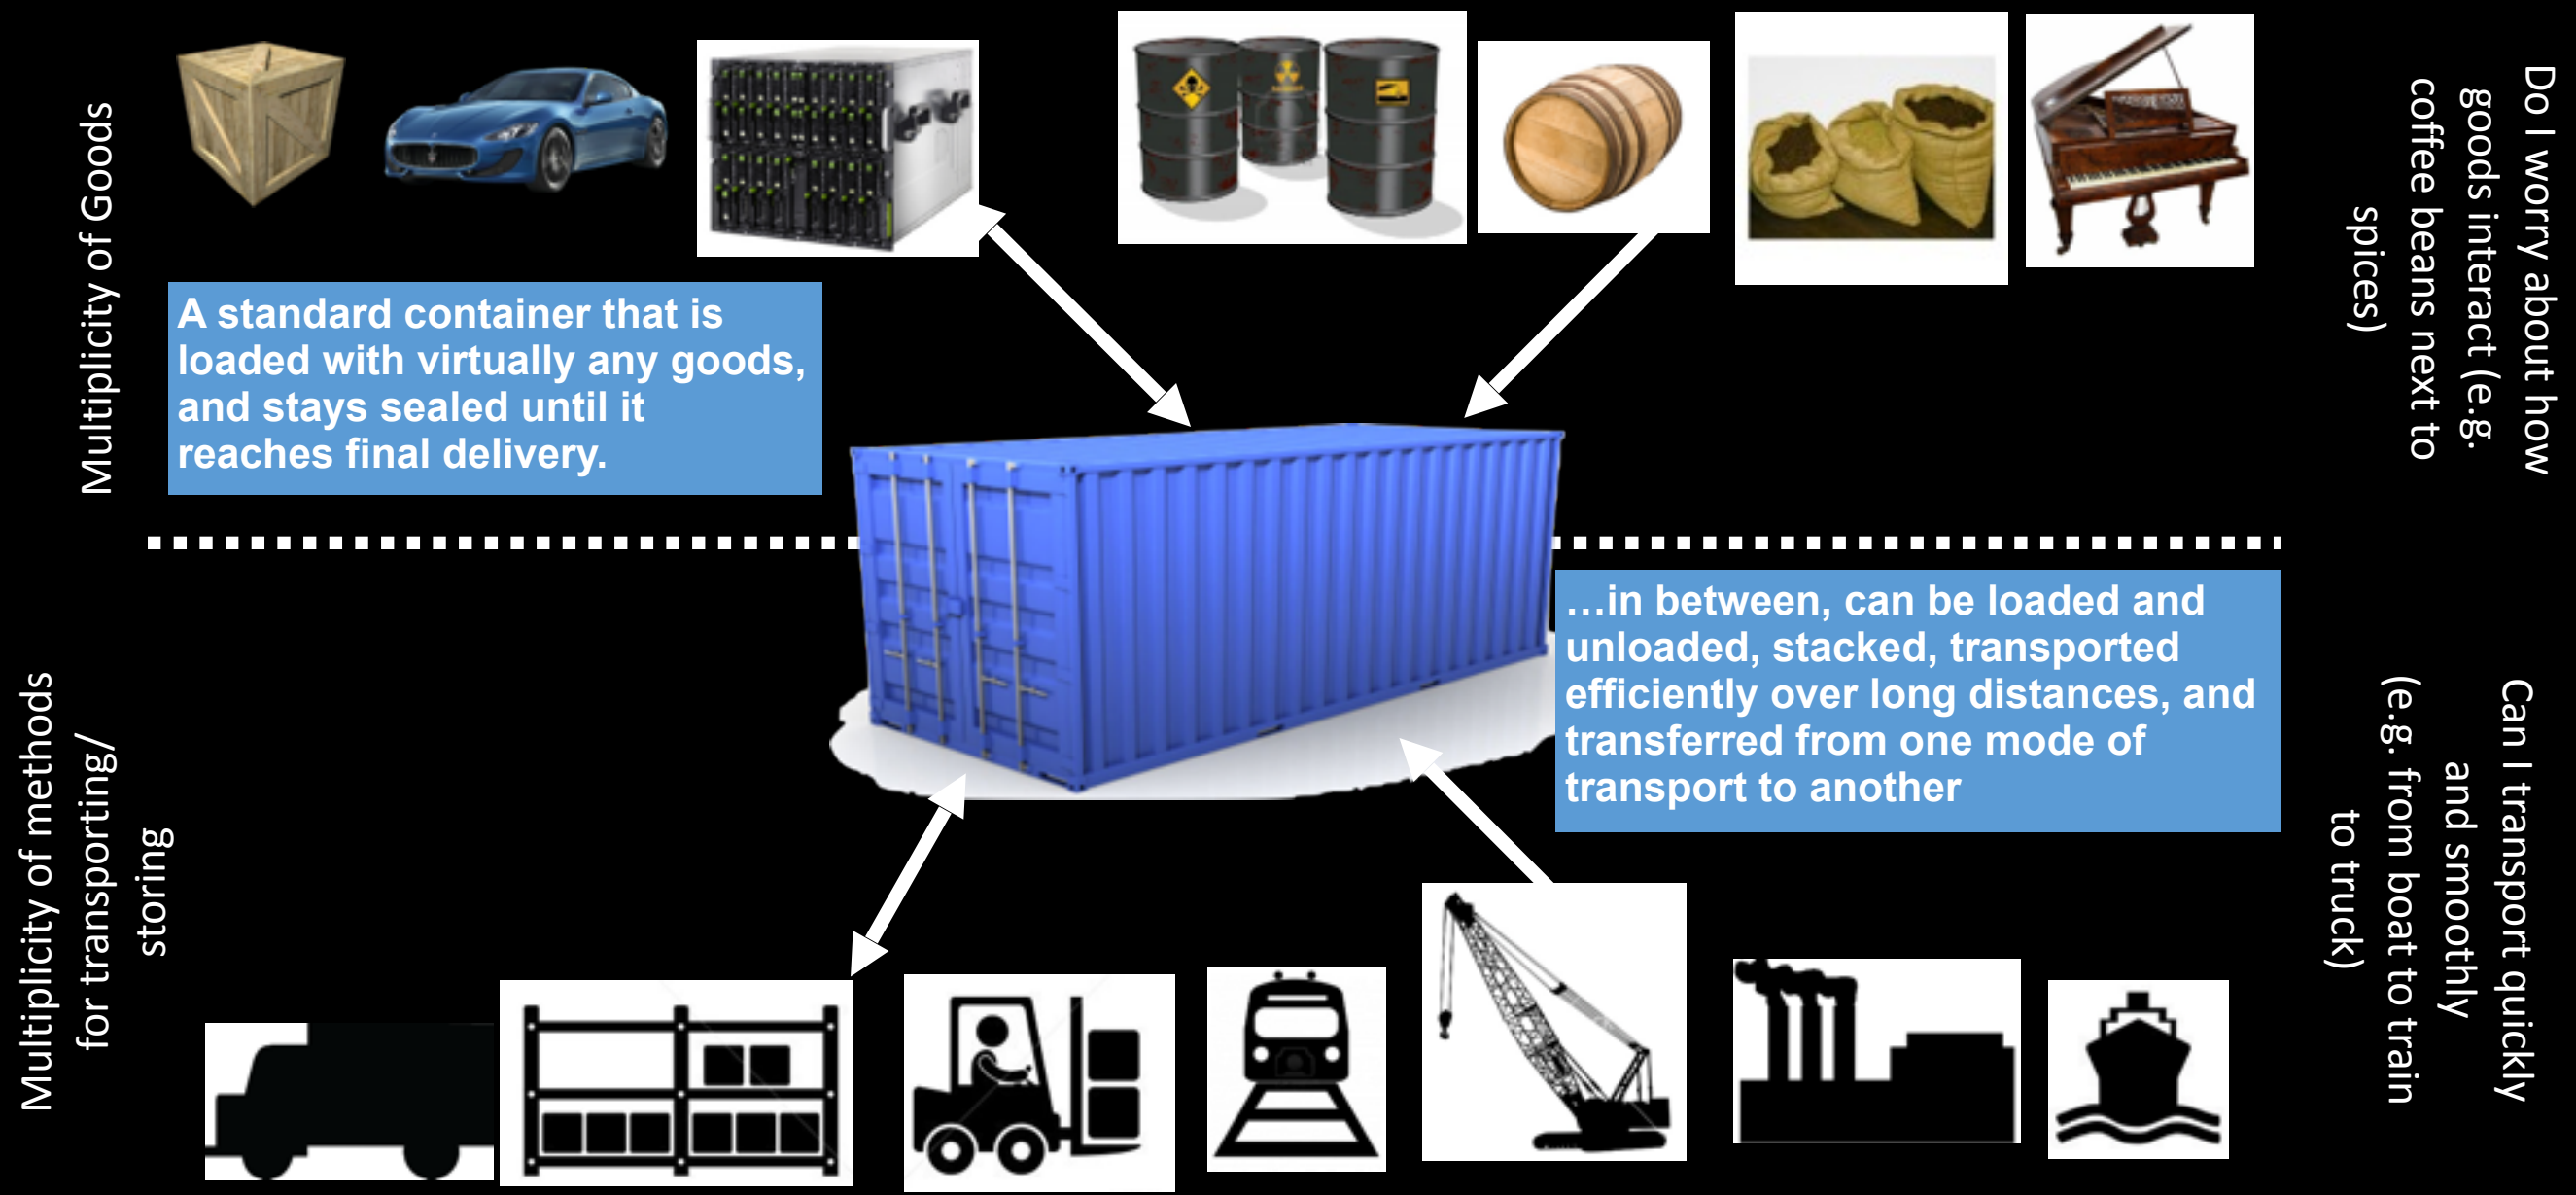 Multiplicity of Goods
A standard container that is
loaded with virtually any goods,
and stays sealed until it
reaches final delivery.
Do I worry about how
goods interact (e.g.
coffee beans next to
spices)
Multiplicity of methods
for transporting/
storing
…in between, can be loaded and
unloaded, stacked, transported
efficiently over long distances, and
transferred from one mode of
transport to another
Can I transport quickly
and smoothly
(e.g. from boat to train
to truck)